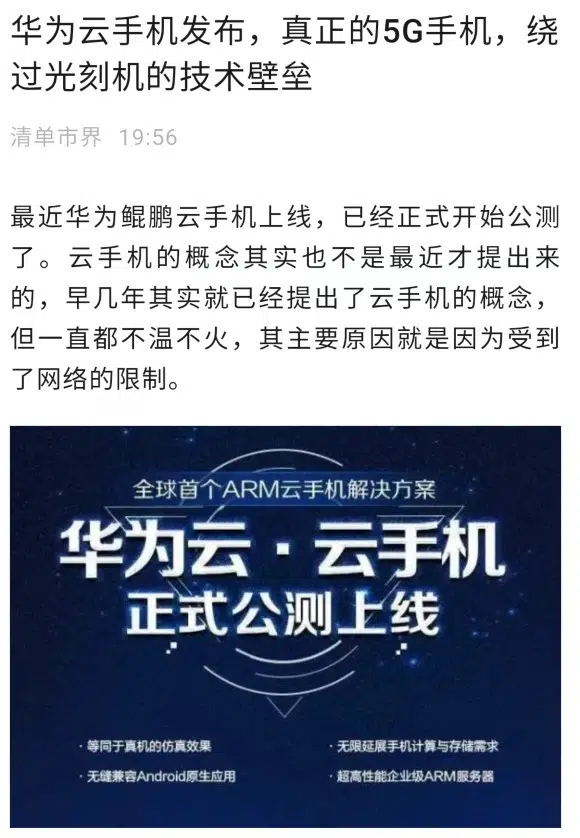 华为云手机发布，真正的5G手机，绕
过光刻机的技术壁垒
清单市界 19:56
最近华为鲲鹏云手机上线，已经正式开始公测
了。云手机的概念其实也不是最近才提出来
的，早几年其实就已经提出了云手机的概念，
但一直都不温不火，其主要原因就是因为受到
了网络的限制。
全球首个ARM云手机解决方案
华为云·云手机
正式公测上线
·等同于真机的仿真效果
·无限延展手机计算与存储需求
·无缝兼容Android原生应用
·超高性能企业级ARM服务器